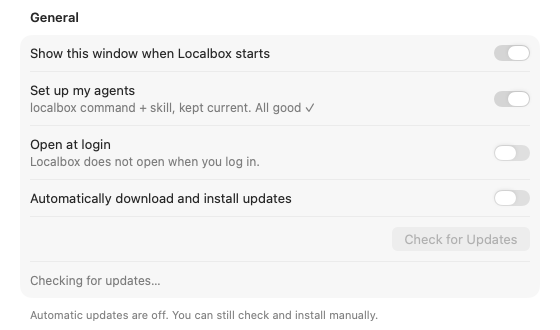 General
Show this window when Localbox starts
Set up my agents
localbox command + skill, kept current. All good ✓
Open at login
Localbox does not open when you log in.
Automatically download and install updates
Check for Updates
Checking for updates...
Automatic updates are off. You can still check and install manually.